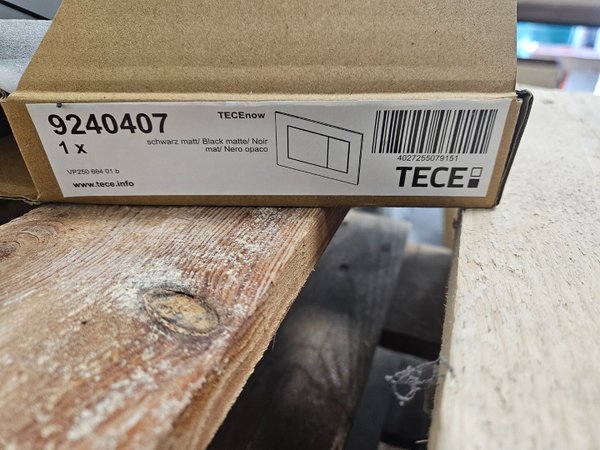 9240407
TECEnow
1 x
schwarz matt/ Black matte/ Noir
mat/ Nero opaco
4027255079151
VP250 664 01 b
www.tece.info
TECE